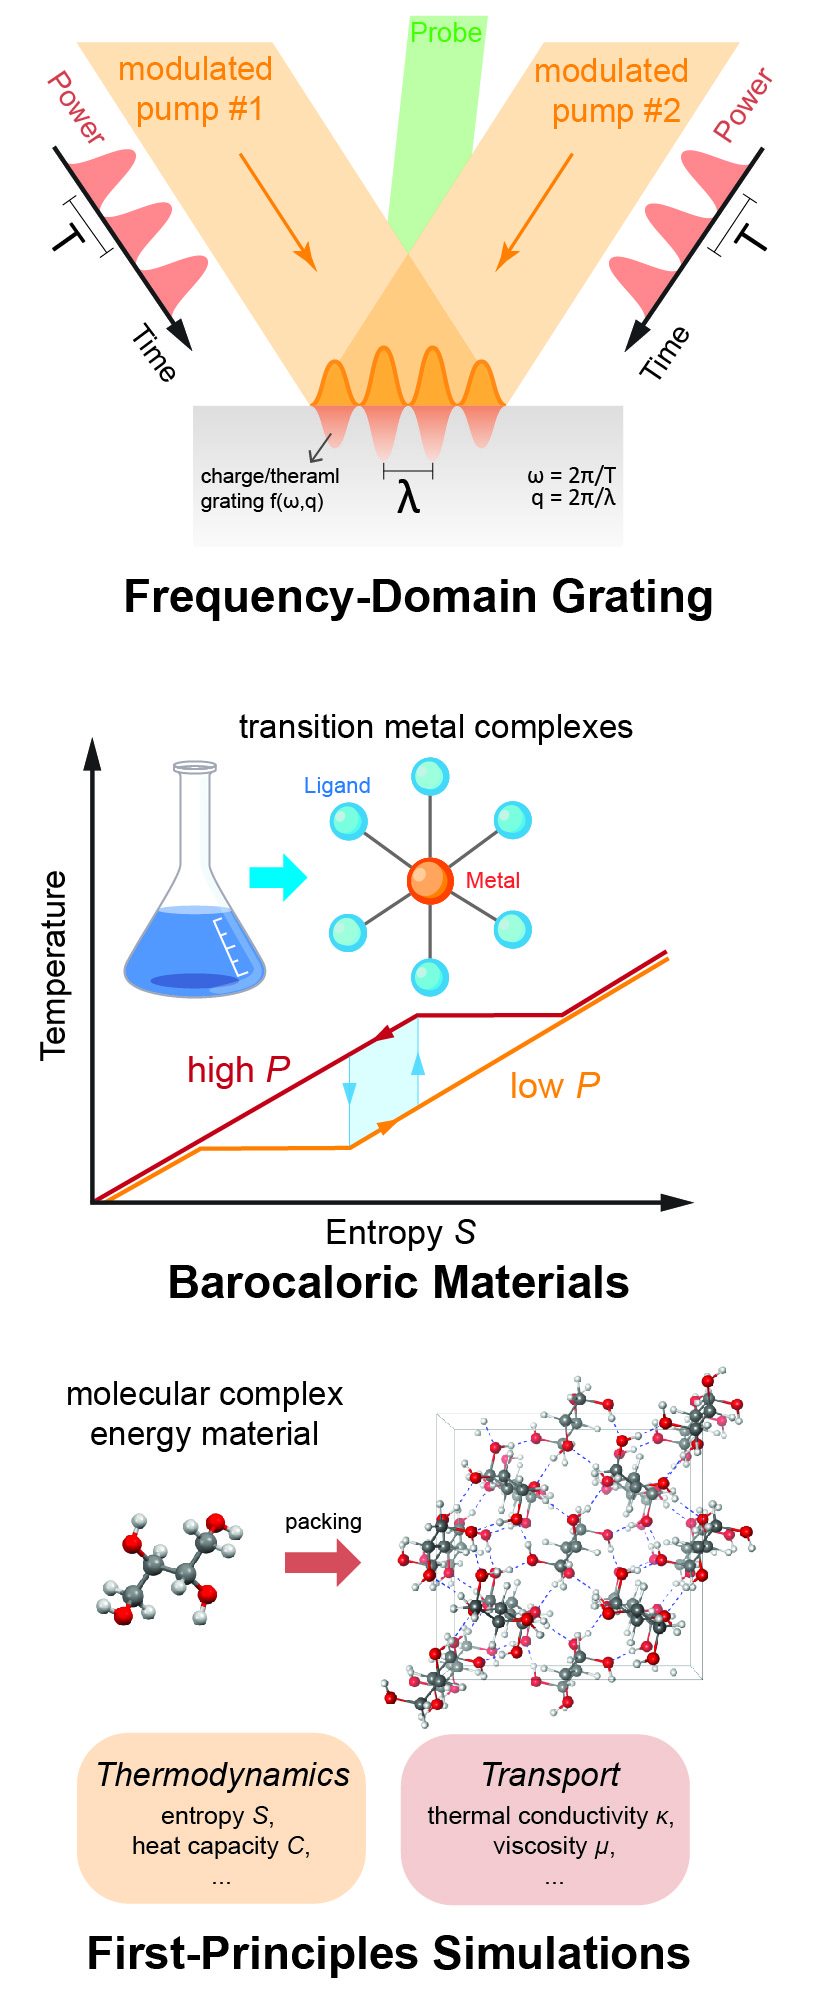 Probe
modulated
pump #1
modulated
pump #2
Power
Power
T
T
Time
Time
charge/theraml
grating f(ω,q)
λ
ω = 2π/T
q = 2π/λ
Frequency-Domain Grating
transition metal complexes
Ligand
Metal
Temperature
high P
low P
Entropy S
Barocaloric Materials
molecular complex
energy material
packing
Thermodynamics
entropy S,
heat capacity C,
...
Transport
thermal conductivity κ,
viscosity μ,
...
First-Principles Simulations